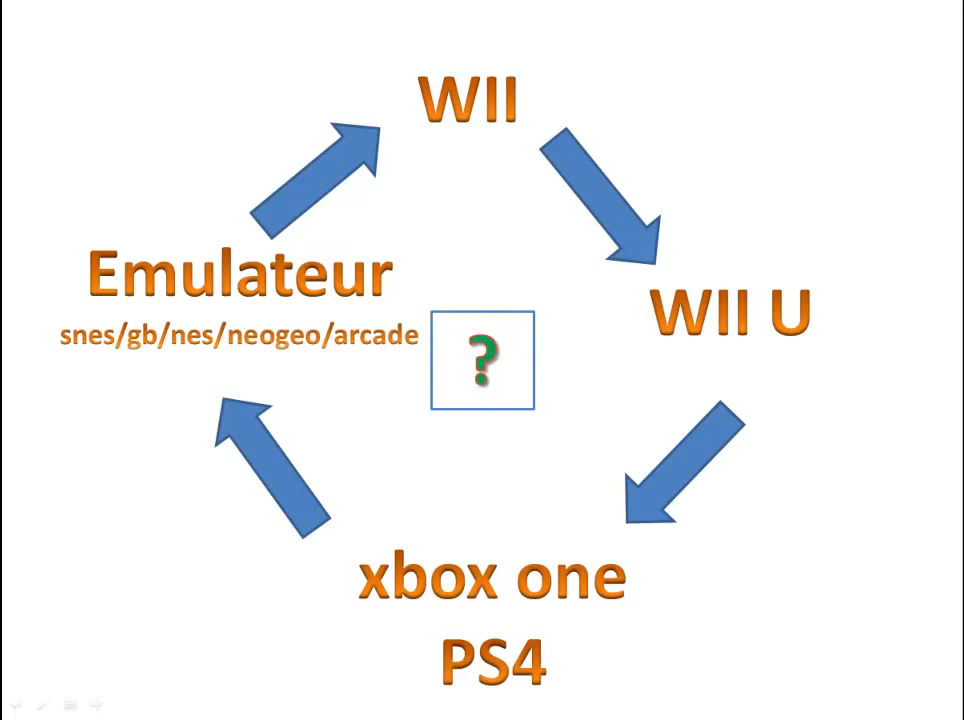 WII
Emulateur
snes/gb/nes/neogeo/arcade
WII U
?
xbox one
PS4